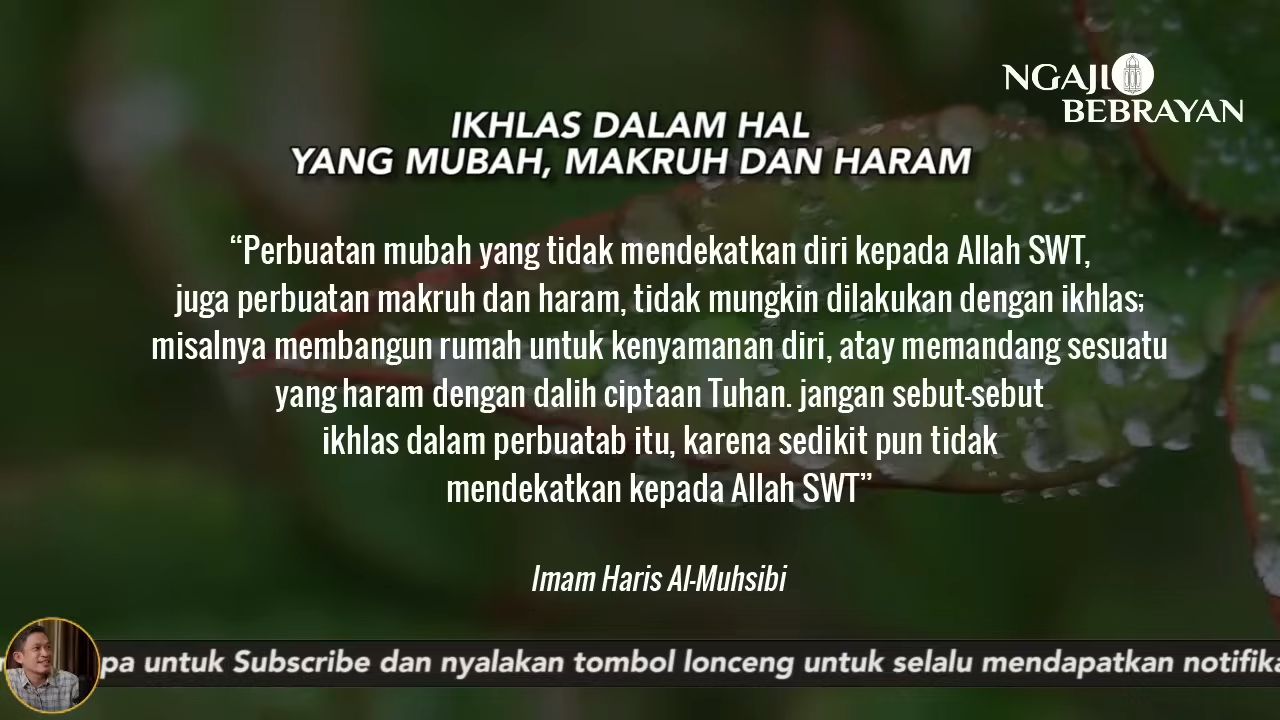 NGAJI
BEBRAYAN
IKHLAS DALAM HAL
YANG MUBAH, MAKRUH DAN HARAM
“Perbuatan mubah yang tidak mendekatkan diri kepada Allah SWT,
juga perbuatan makruh dan haram, tidak mungkin dilakukan dengan ikhlas;
misalnya membangun rumah untuk kenyamanan diri, atay memandang sesuatu
yang haram dengan dalih ciptaan Tuhan. jangan sebut-sebut
ikhlas dalam perbuatab itu, karena sedikit pun tidak
mendekatkan kepada Allah SWT”
Imam Haris Al-Muhsibi
untuk Subscribe dan nyalakan tombol lonceng untuk selalu mendapatkan